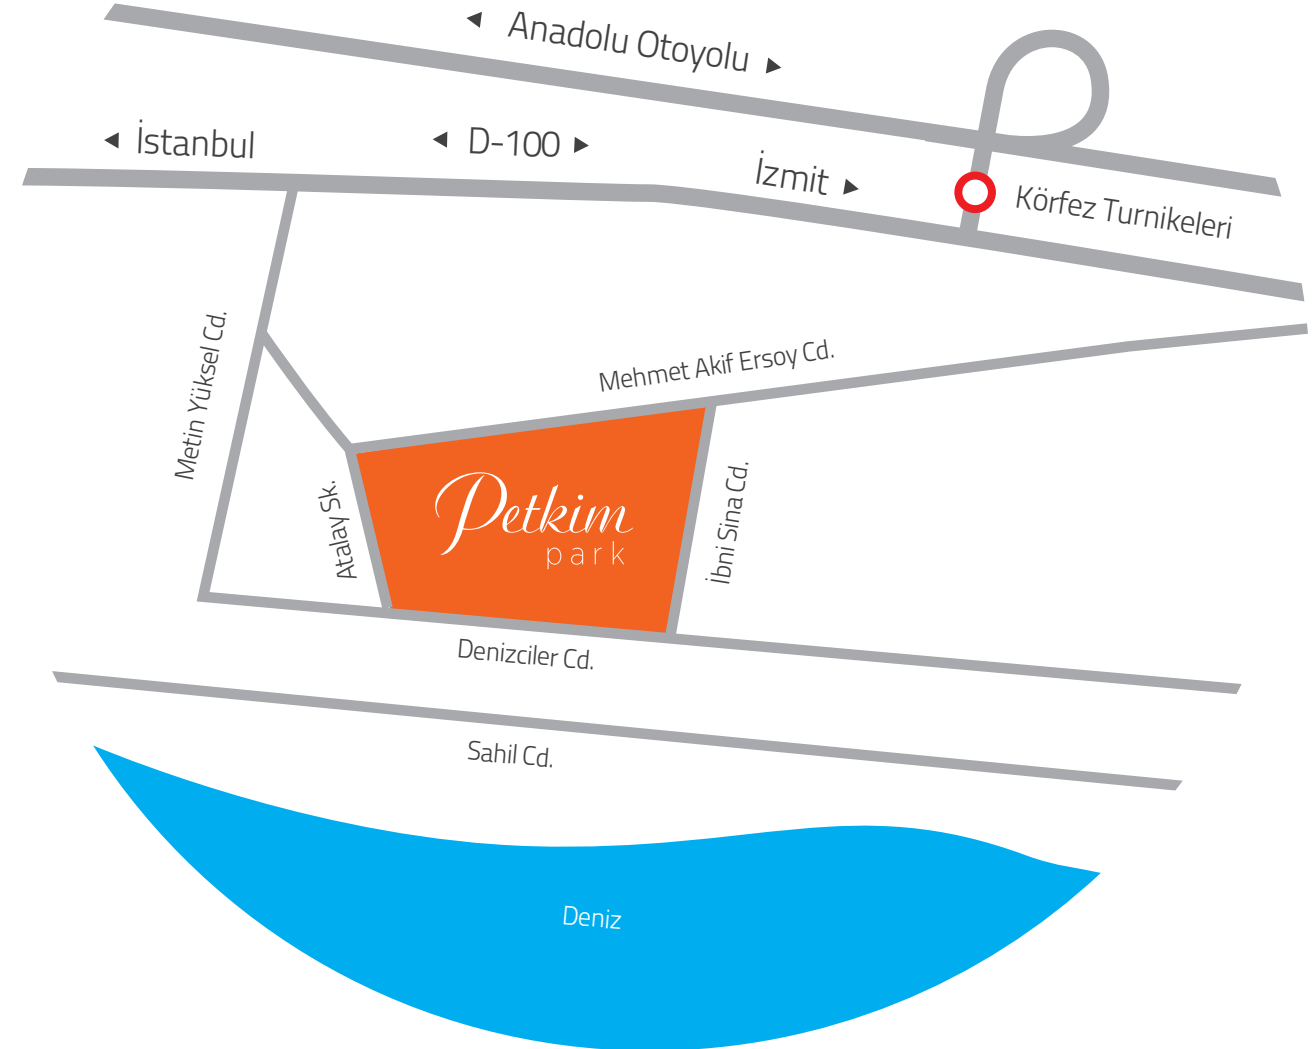 Anadolu Otoyolu
İstanbul
D-100
İzmit
Körfez Turnikeleri
Metin Yüksel Cd.
Mehmet Akif Ersoy Cd.
Atalay Sk.
Petkim
park
İbni Sina Cd.
Denizciler Cd.
Sahil Cd.
Deniz